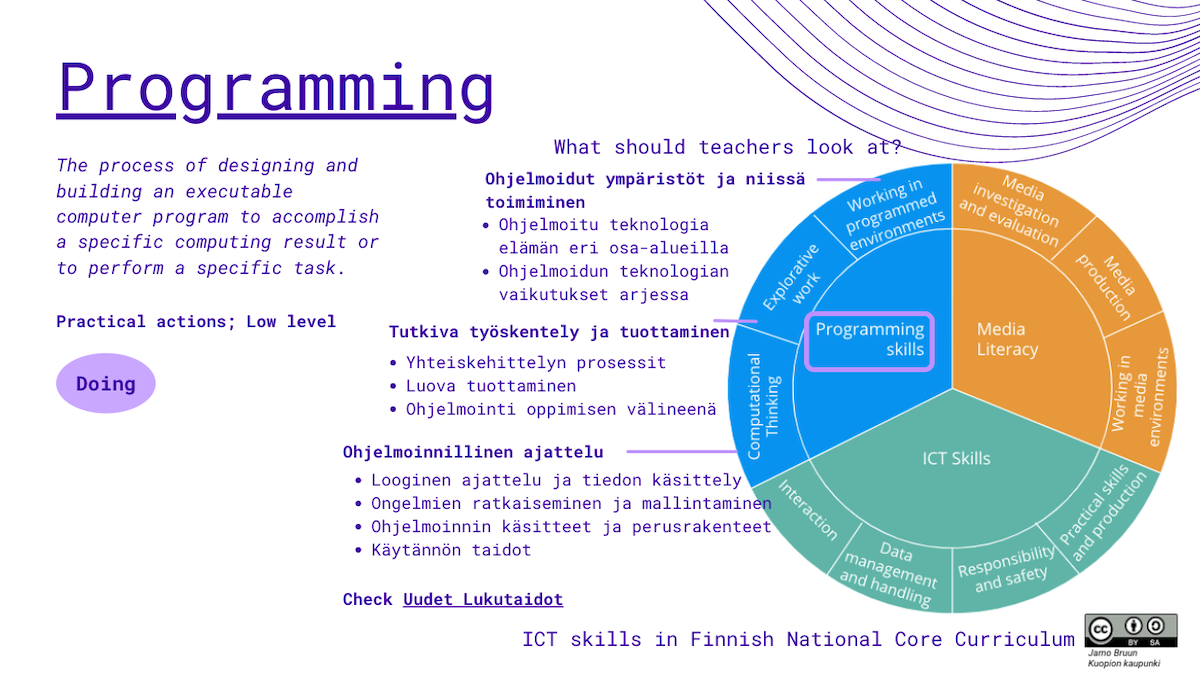 Programming
The process of designing and
building an executable
computer program to accomplish
a specific computing result or
to perform a specific task.
Practical actions; Low level
Doing
What should teachers look at?
Ohjelmoidut ympäristöt ja niissä
toimiminen
• Ohjelmoitu teknologia
elämän eri osa-alueilla
• Ohjelmoidun teknologian
vaikutukset arjessa
Tutkiva työskentely ja tuottaminen
• Yhteiskehittelyn prosessit
• Luova tuottaminen
• Ohjelmointi oppimisen välineenä
Ohjelmoinnillinen ajattelu
• Looginen ajattelu ja tiedon käsittely
• Ongelmien ratkaiseminen ja mallintaminen
• Ohjelmoinnin käsitteet ja perusrakenteet
• Käytännön taidot
Check Uudet Lukutaidot
Working in
programmed
environments
Explorative
work
Computational
Thinking
Programming
skills
Media
investigation
and evaluation
Media
production
Working in
media
environments
Media
Literacy
ICT Skills
Interaction
Data
management
and handling
Responsibility
and safety
Practical skills
and production
ICT skills in Finnish National Core Curriculum
CC
BY SA
Jarno Bruun
Kuopion kaupunki